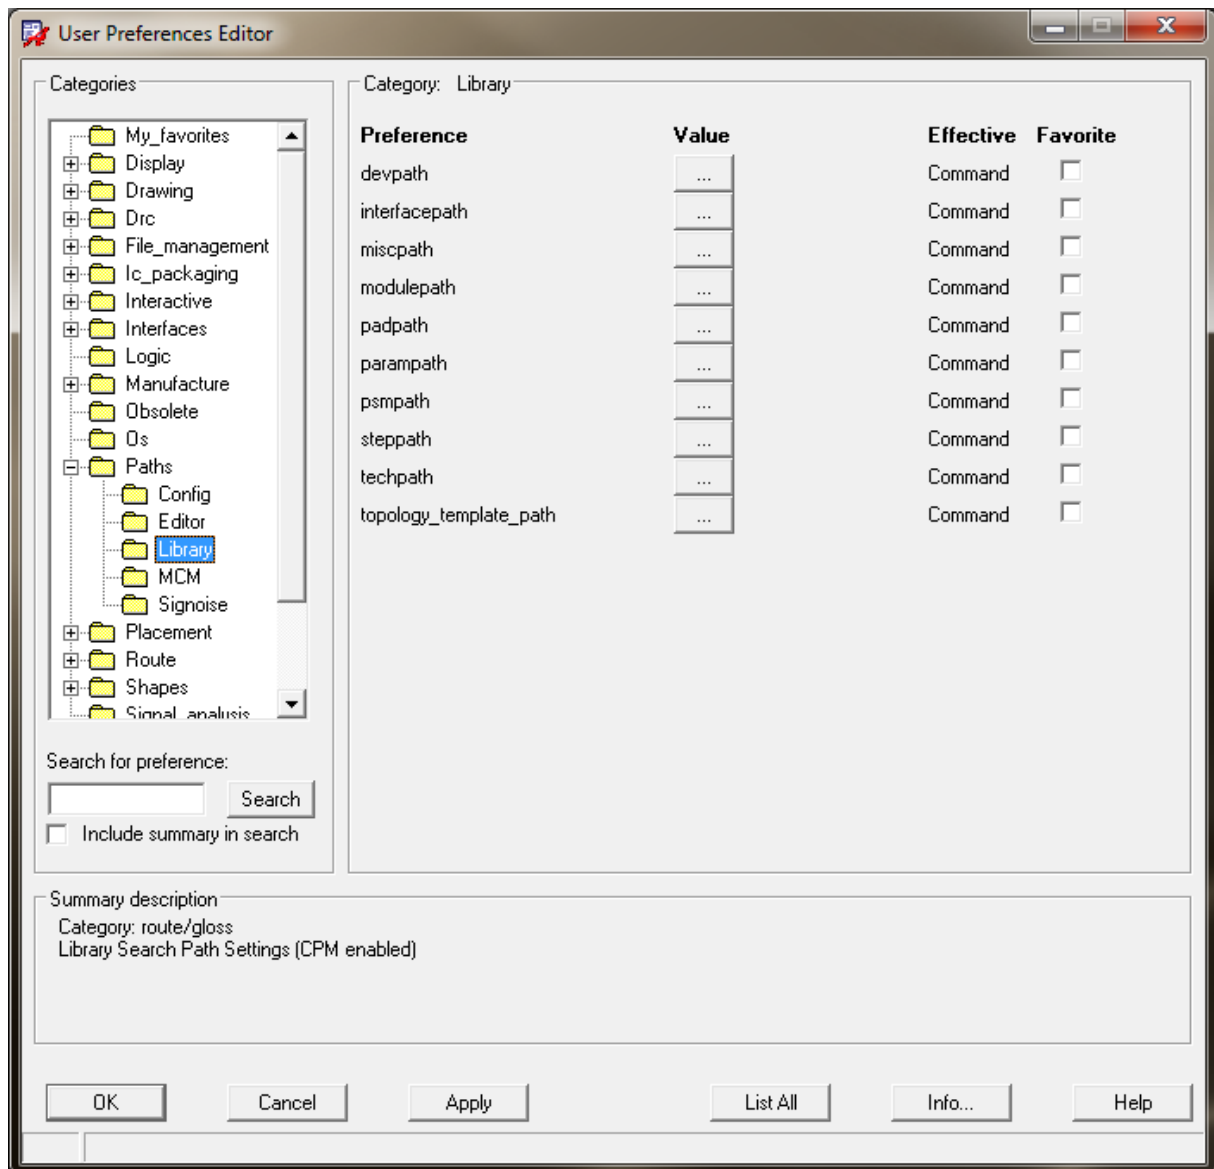 User Preferences Editor
Categories
My_favorites
Display
Drawing
Drc
File_management
Ic_packaging
Interactive
Interfaces
Logic
Manufacture
Obsolete
Os
Paths
Config
Editor
Library
MCM
Signoise
Placement
Route
Shapes
Signal_analysis
Search for preference:
Search
Include summary in search
Category: Library
Preference Value Effective Favorite
devpath ... Command
interfacepath ... Command
miscpath ... Command
modulepath ... Command
padpath ... Command
parampath ... Command
psmpath ... Command
steppath ... Command
techpath ... Command
topology_template_path ... Command
Summary description
Category: route/gloss
Library Search Path Settings (CPM enabled)
OK Cancel Apply List All Info... Help